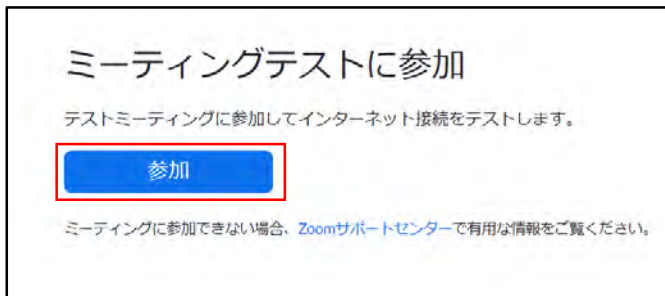 ミーティングテストに参加
テストミーティングに参加してインターネット接続をテストします。
参加
ミーティングに参加できない場合、Zoomサポートセンターで有用な情報をご覧ください。